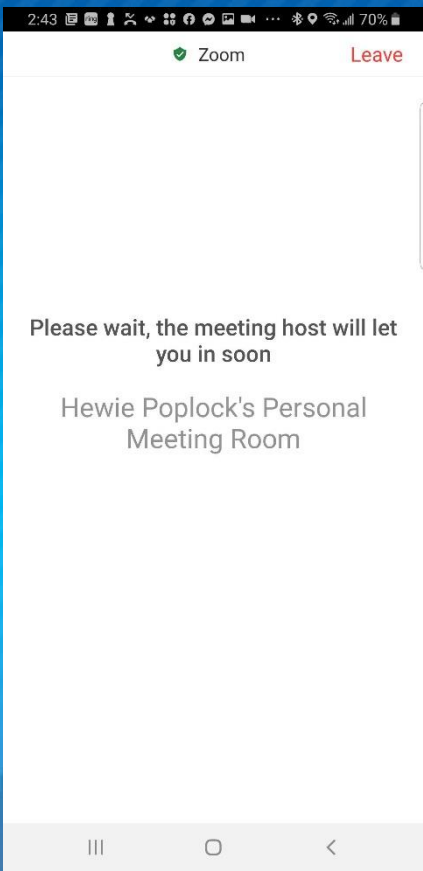 2:43 70%
Zoom Leave
Please wait, the meeting host will let
you in soon
Hewie Poplock's Personal
Meeting Room